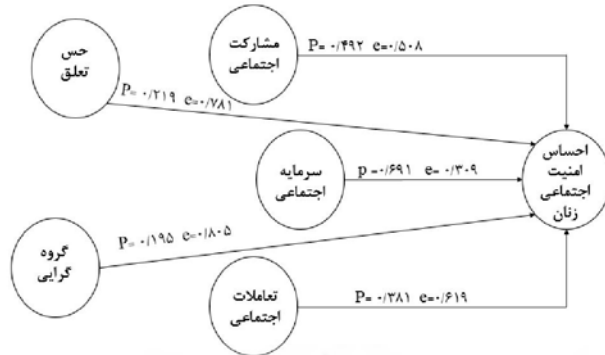 مشارکت
اجتماعی
P= ۰/۴۹۲ e=۰/۵۰۸
حس
تعلق
P= ۰/۲۱۹ e=۰/۷۸۱
احساس
امنیت
اجتماعی
زنان
سرمایه
اجتماعی
p =۰/۶۹۱ e= ۰/۳۰۹
گروه
گرایی
P= ۰/۱۹۵ e=۰/۸۰۵
تعاملات
اجتماعی
P= ۰/۳۸۱ e=۰/۶۱۹